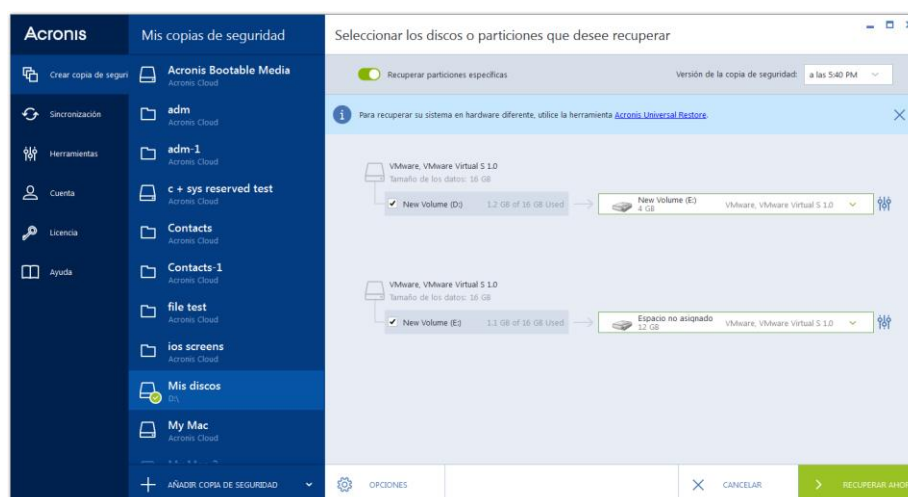 Acronis
Crear copia de seguri
Sincronización
Herramientas
Cuenta
Licencia
Ayuda
Mis copias de seguridad
Acronis Bootable Media
Acronis Cloud
adm
Acronis Cloud
adm-1
Acronis Cloud
c + sys reserved test
Acronis Cloud
Contacts
Acronis Cloud
Contacts-1
Acronis Cloud
file test
Acronis Cloud
ios screens
Acronis Cloud
Mis discos
D:\
My Mac
Acronis Cloud
AÑADIR COPIA DE SEGURIDAD
Seleccionar los discos o particiones que desee recuperar
Recuperar particiones específicas
Versión de la copia de seguridad: a las 5:40 PM
Para recuperar su sistema en hardware diferente, utilice la herramienta Acronis Universal Restore.
VMware, VMware Virtual S 1.0
Tamaño de los datos: 16 GB
New Volume (D:) 1.2 GB of 16 GB Used
New Volume (E:)
4 GB
VMware, VMware Virtual S 1.0
VMware, VMware Virtual S 1.0
Tamaño de los datos: 16 GB
New Volume (E:) 1.1 GB of 16 GB Used
Espacio no asignado
12 GB
VMware, VMware Virtual S 1.0
OPCIONES
CANCELAR
RECUPERAR AHOR